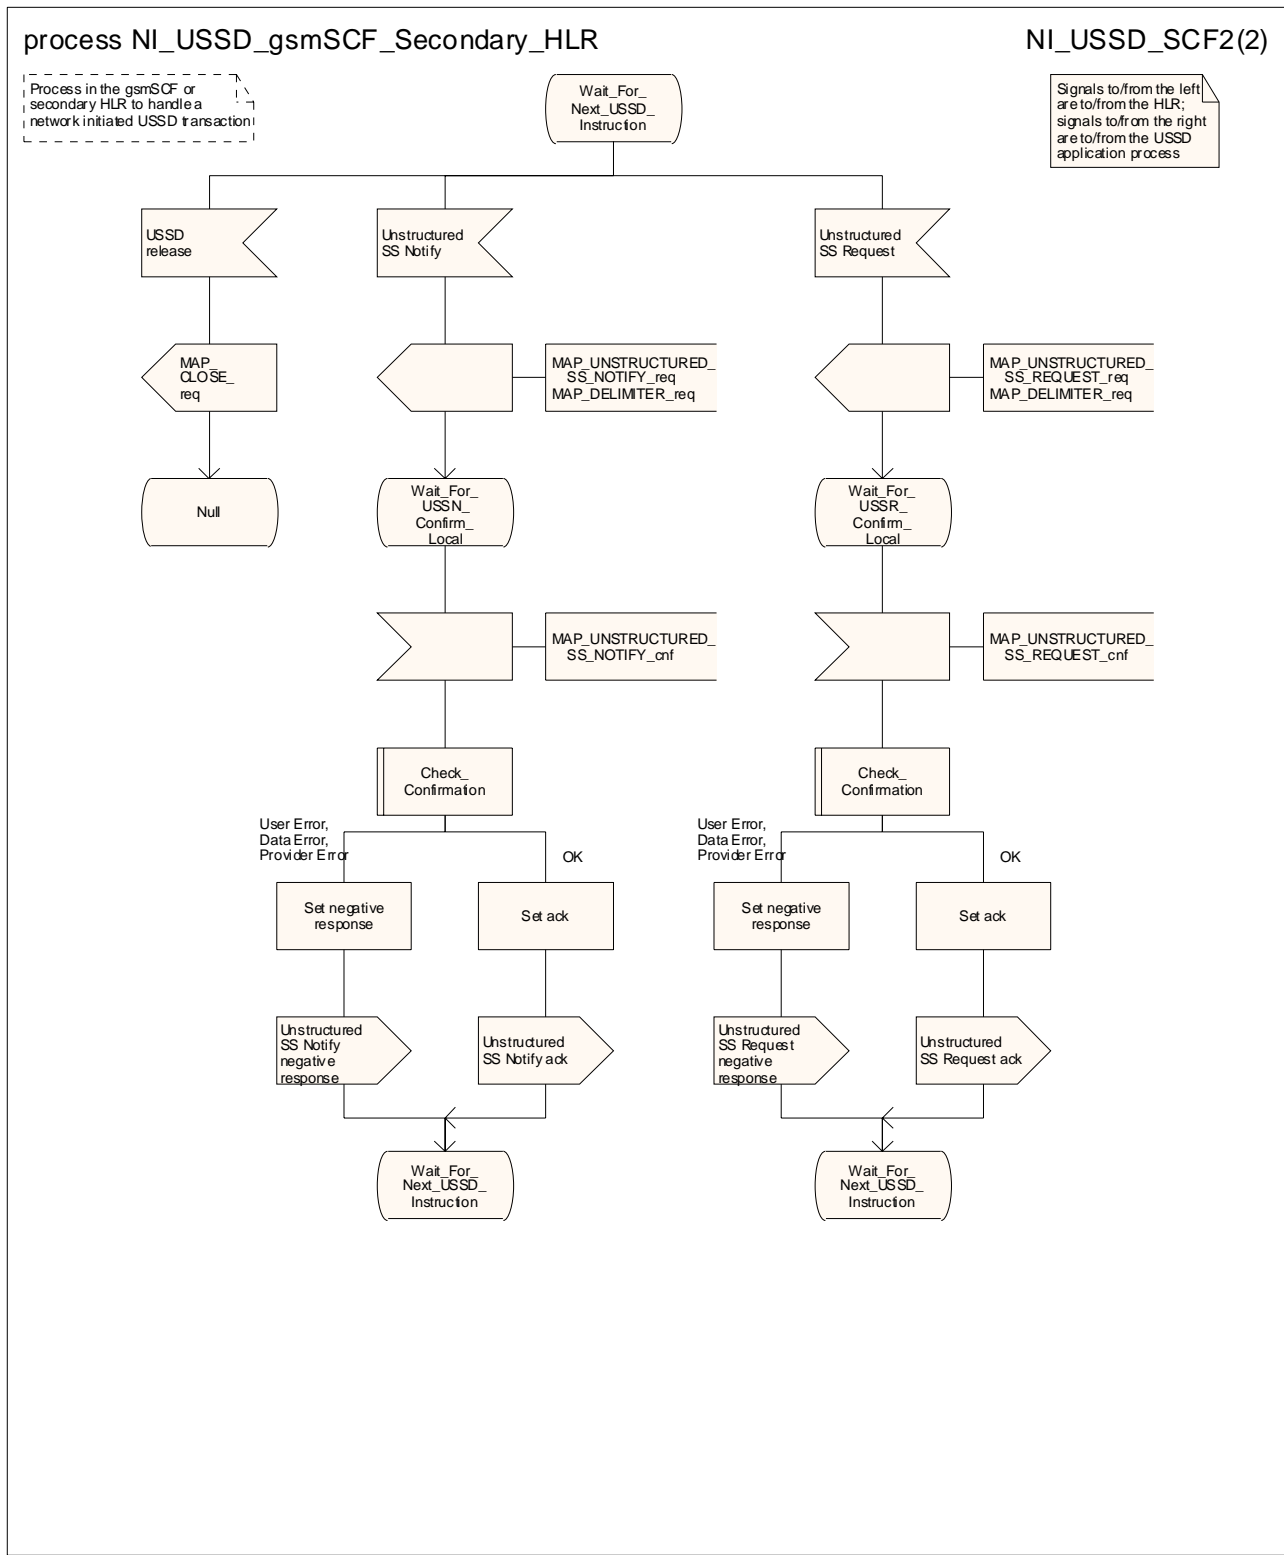 process NI_USSD_gsmSCF_Secondary_HLR
NI_USSD_SCF2(2)
Process in the gsmSCF or
secondary HLR to handle a
network initiated USSD transaction
Wait_For_
Next_USSD_
Instruction
Signals to/from the left
are to/from the HLR;
signals to/from the right
are to/from the USSD
application process
USSD
release
Unstructured
SS Notify
Unstructured
SS Request
MAP_
CLOSE_
req
MAP_UNSTRUCTURED_
SS_NOTIFY_req
MAP_DELIMITER_req
MAP_UNSTRUCTURED_
SS_REQUEST_req
MAP_DELIMITER_req
Null
Wait_For_
USSN_
Confirm_
Local
Wait_For_
USSR_
Confirm_
Local
MAP_UNSTRUCTURED_
SS_NOTIFY_cnf
MAP_UNSTRUCTURED_
SS_REQUEST_cnf
Check_
Confirmation
Check_
Confirmation
User Error,
Data Error,
Provider Error
OK
User Error,
Data Error,
Provider Error
OK
Set negative
response
Set ack
Set negative
response
Set ack
Unstructured
SS Notify
negative
response
Unstructured
SS Notify ack
Unstructured
SS Request
negative
response
Unstructured
SS Request ack
Wait_For_
Next_USSD_
Instruction
Wait_For_
Next_USSD_
Instruction